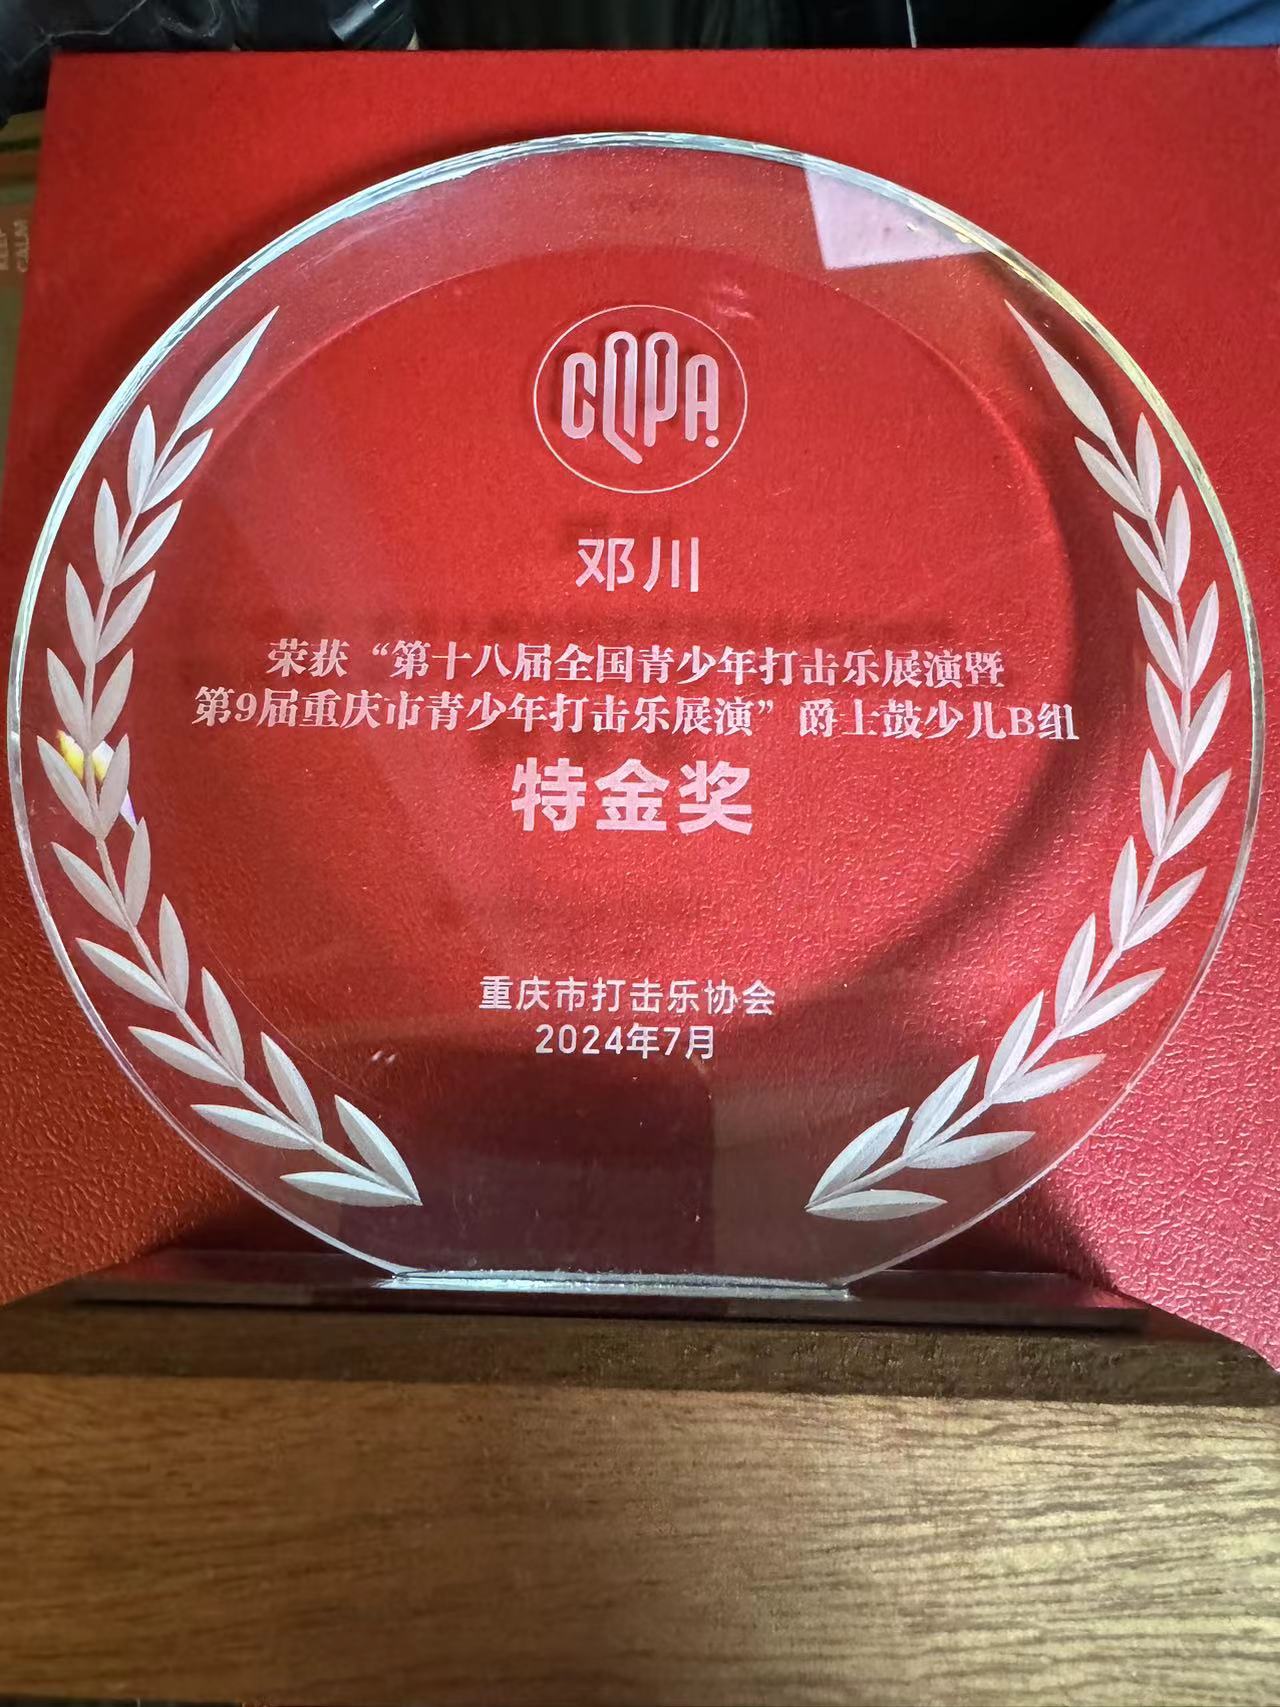 CQPA
邓川
荣获“第十八届全国青少年打击乐展演暨
第9届重庆市青少年打击乐展演”爵士鼓少儿B组
特金奖
重庆市打击乐协会
2024年7月
KEEP
CALM